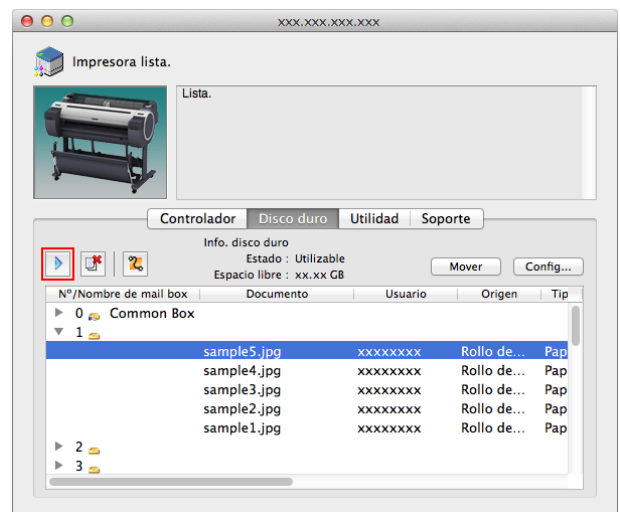 xxx.xxx.xxx.xxx
Impresora lista.
Lista.
Controlador Disco duro Utilidad Soporte
Info. disco duro
Estado : Utilizable
Espacio libre : xx.xx GB
Mover Config...
Nº/Nombre de mail box Documento Usuario Origen Tip
0 Common Box
1
sample5.jpg xxxxxxxx Rollo de... Pap
sample4.jpg xxxxxxxx Rollo de... Pap
sample3.jpg xxxxxxxx Rollo de... Pap
sample2.jpg xxxxxxxx Rollo de... Pap
sample1.jpg xxxxxxxx Rollo de... Pap
2
3